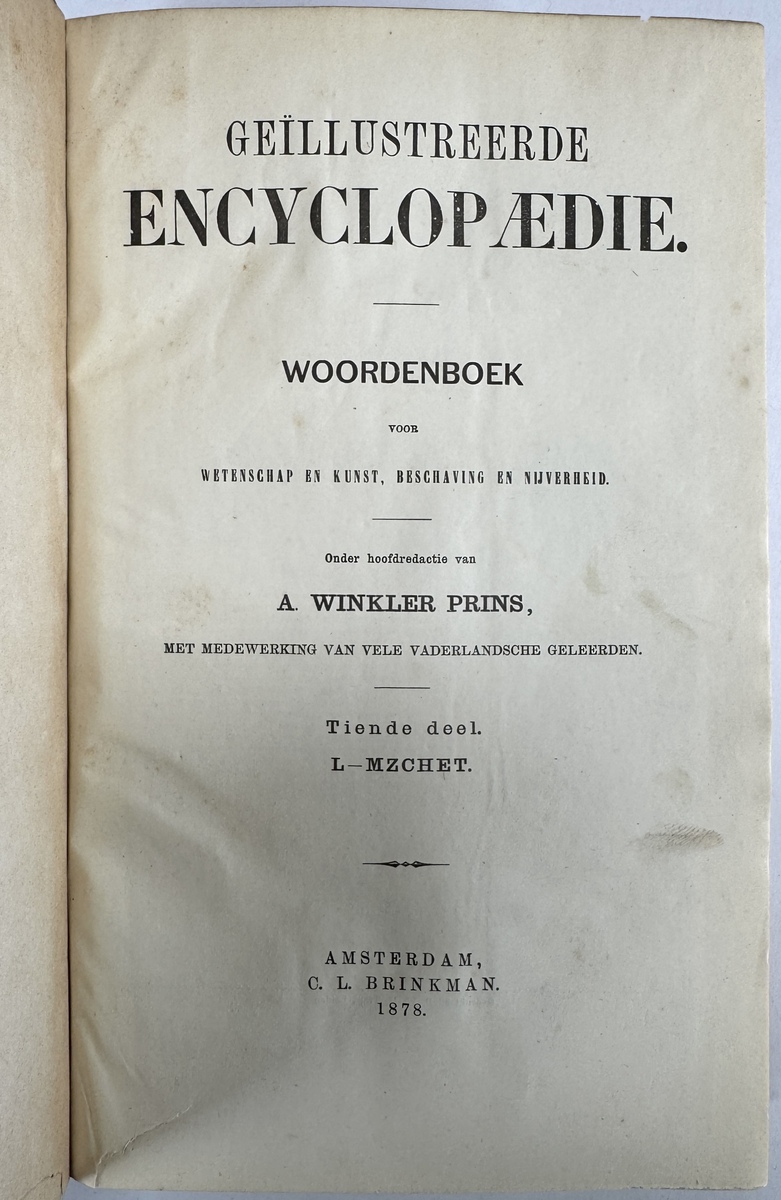 GEÏLLUSTREERDE
ENCYCLOPÆDIE.
WOORDENBOEK
VOOR
WETENSCHAP EN KUNST, BESCHAVING EN NIJVERHEID.
Onder hoofdredactie van
A. WINKLER PRINS,
MET MEDEWERKING VAN VELE VADERLANDSCHE GELEERDEN.
Tiende deel.
L—MZCHET.
AMSTERDAM,
C. L. BRINKMAN.
1878.